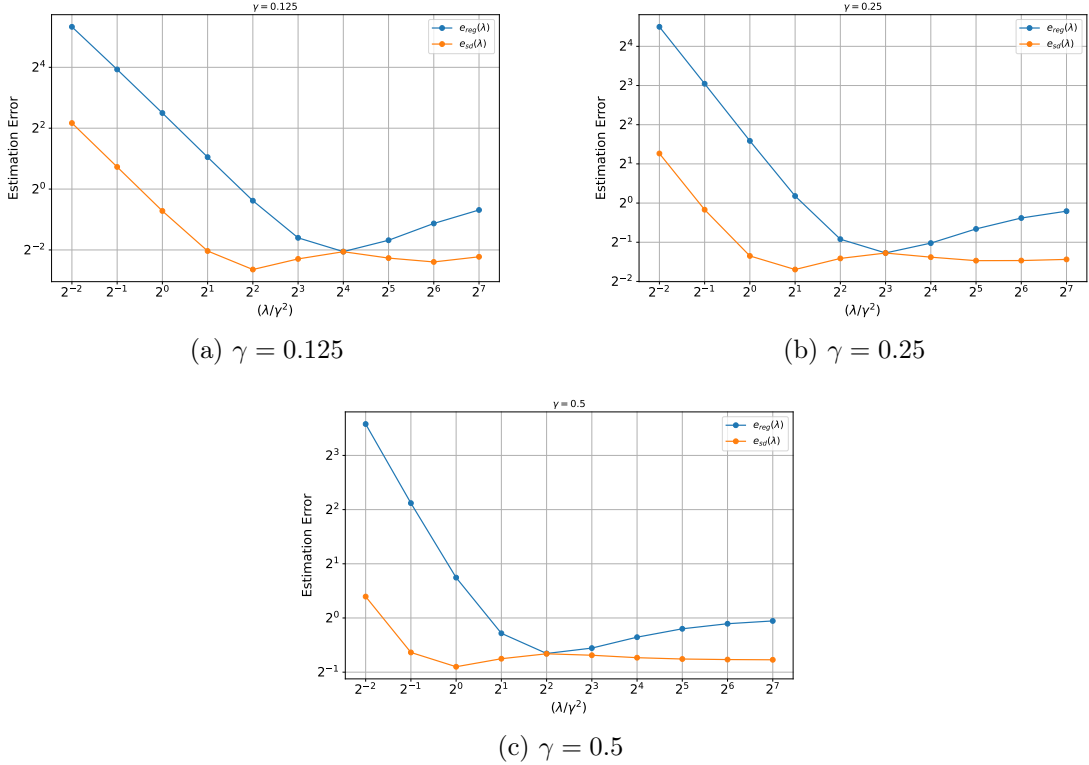 γ = 0.125
e_reg(λ)
e_sd(λ)
Estimation Error
2^4
2^2
2^0
2^-2
2^-2 2^-1 2^0 2^1 2^2 2^3 2^4 2^5 2^6 2^7
(λ/γ^2)
(a) γ = 0.125
γ = 0.25
e_reg(λ)
e_sd(λ)
Estimation Error
2^4
2^3
2^2
2^1
2^0
2^-1
2^-2
2^-2 2^-1 2^0 2^1 2^2 2^3 2^4 2^5 2^6 2^7
(λ/γ^2)
(b) γ = 0.25
γ = 0.5
e_reg(λ)
e_sd(λ)
Estimation Error
2^3
2^2
2^1
2^0
2^-1
2^-2 2^-1 2^0 2^1 2^2 2^3 2^4 2^5 2^6 2^7
(λ/γ^2)
(c) γ = 0.5